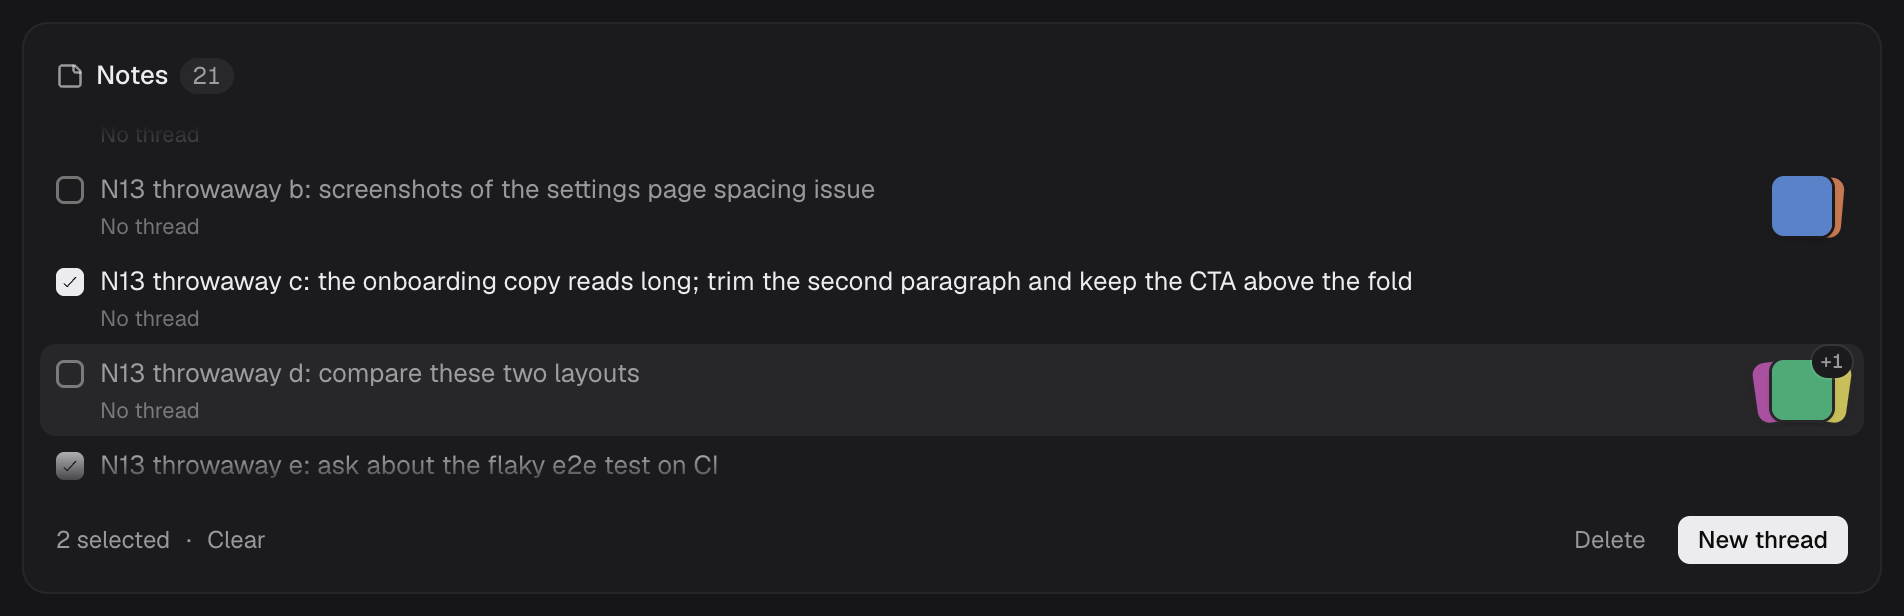 Notes 21
No thread
N13 throwaway b: screenshots of the settings page spacing issue
No thread
N13 throwaway c: the onboarding copy reads long; trim the second paragraph and keep the CTA above the fold
No thread
N13 throwaway d: compare these two layouts
+1
No thread
N13 throwaway e: ask about the flaky e2e test on CI
2 selected · Clear
Delete
New thread